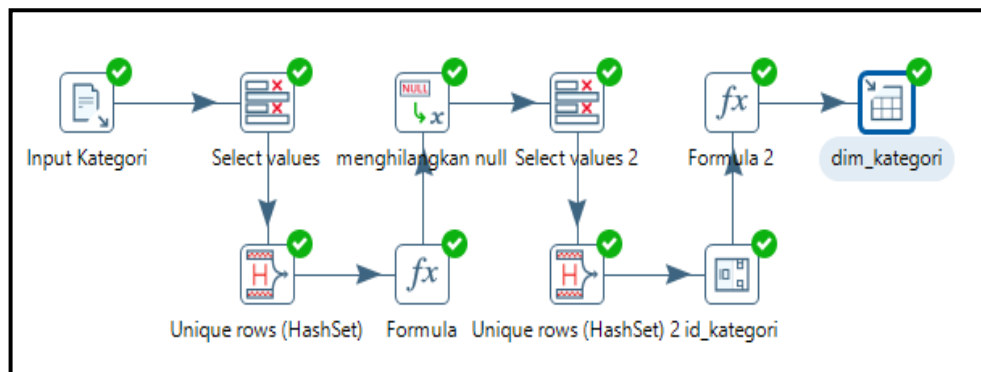 Input Kategori
Select values
NULL
x
menghilangkan null
Select values 2
fx
Formula 2
dim_kategori
H
Unique rows (HashSet)
fx
Formula
H
Unique rows (HashSet) 2
ID
id_kategori